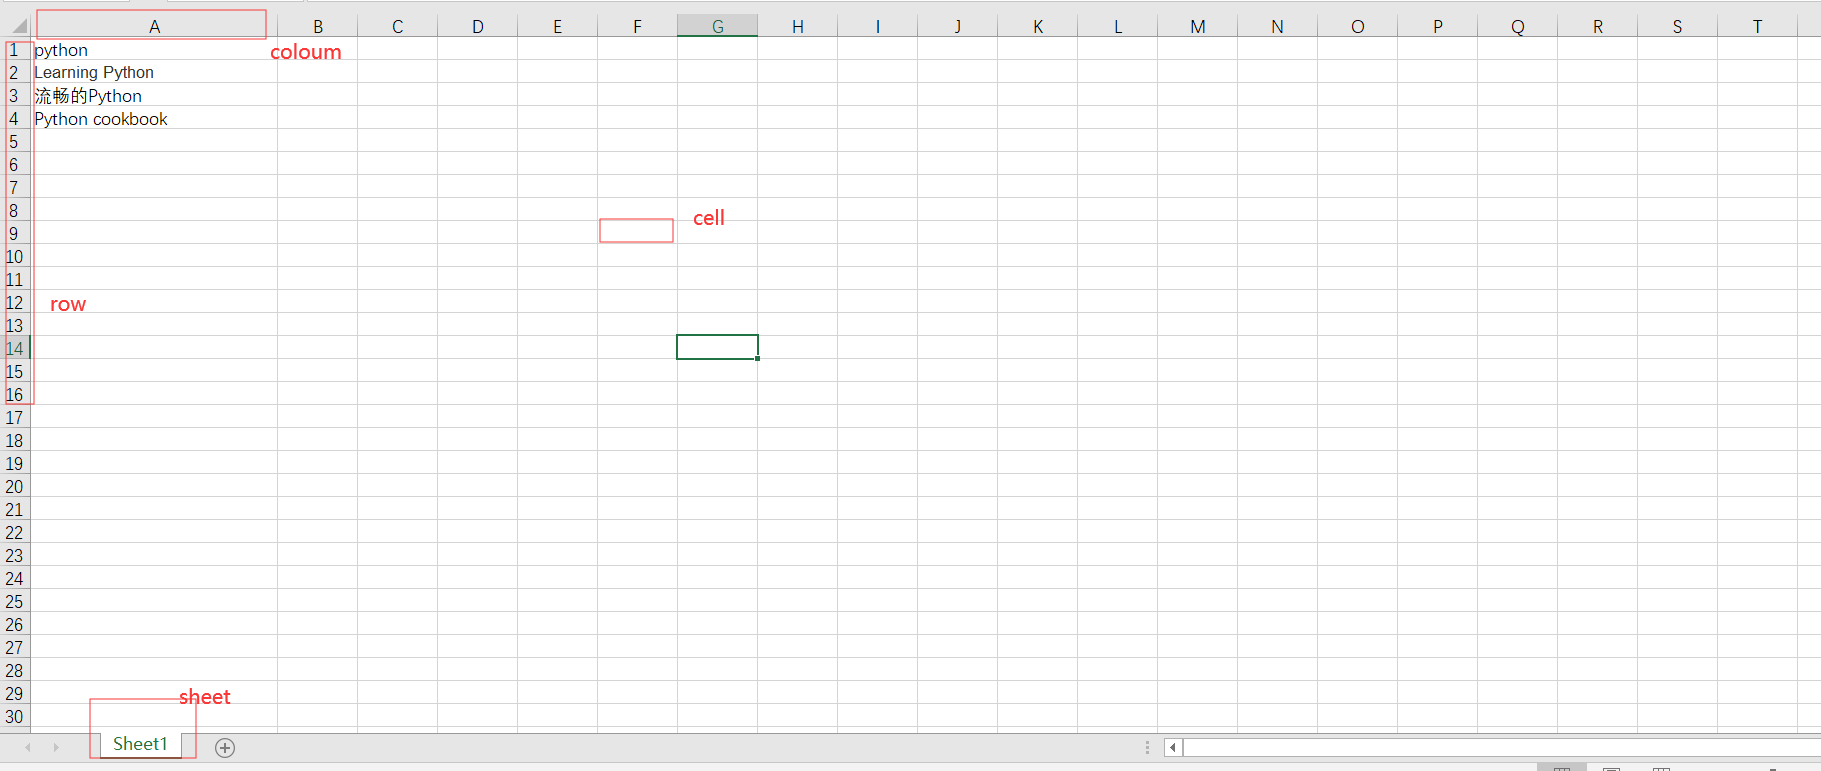 A B C D E F G H I J K L M N O P Q R S T
1 python coloum
2 Learning Python
3 流畅的Python
4 Python cookbook
5
6
7
8 cell
9
10
11
12 row
13
14
15
16
17
18
19
20
21
22
23
24
25
26
27
28
29 sheet
30
Sheet1